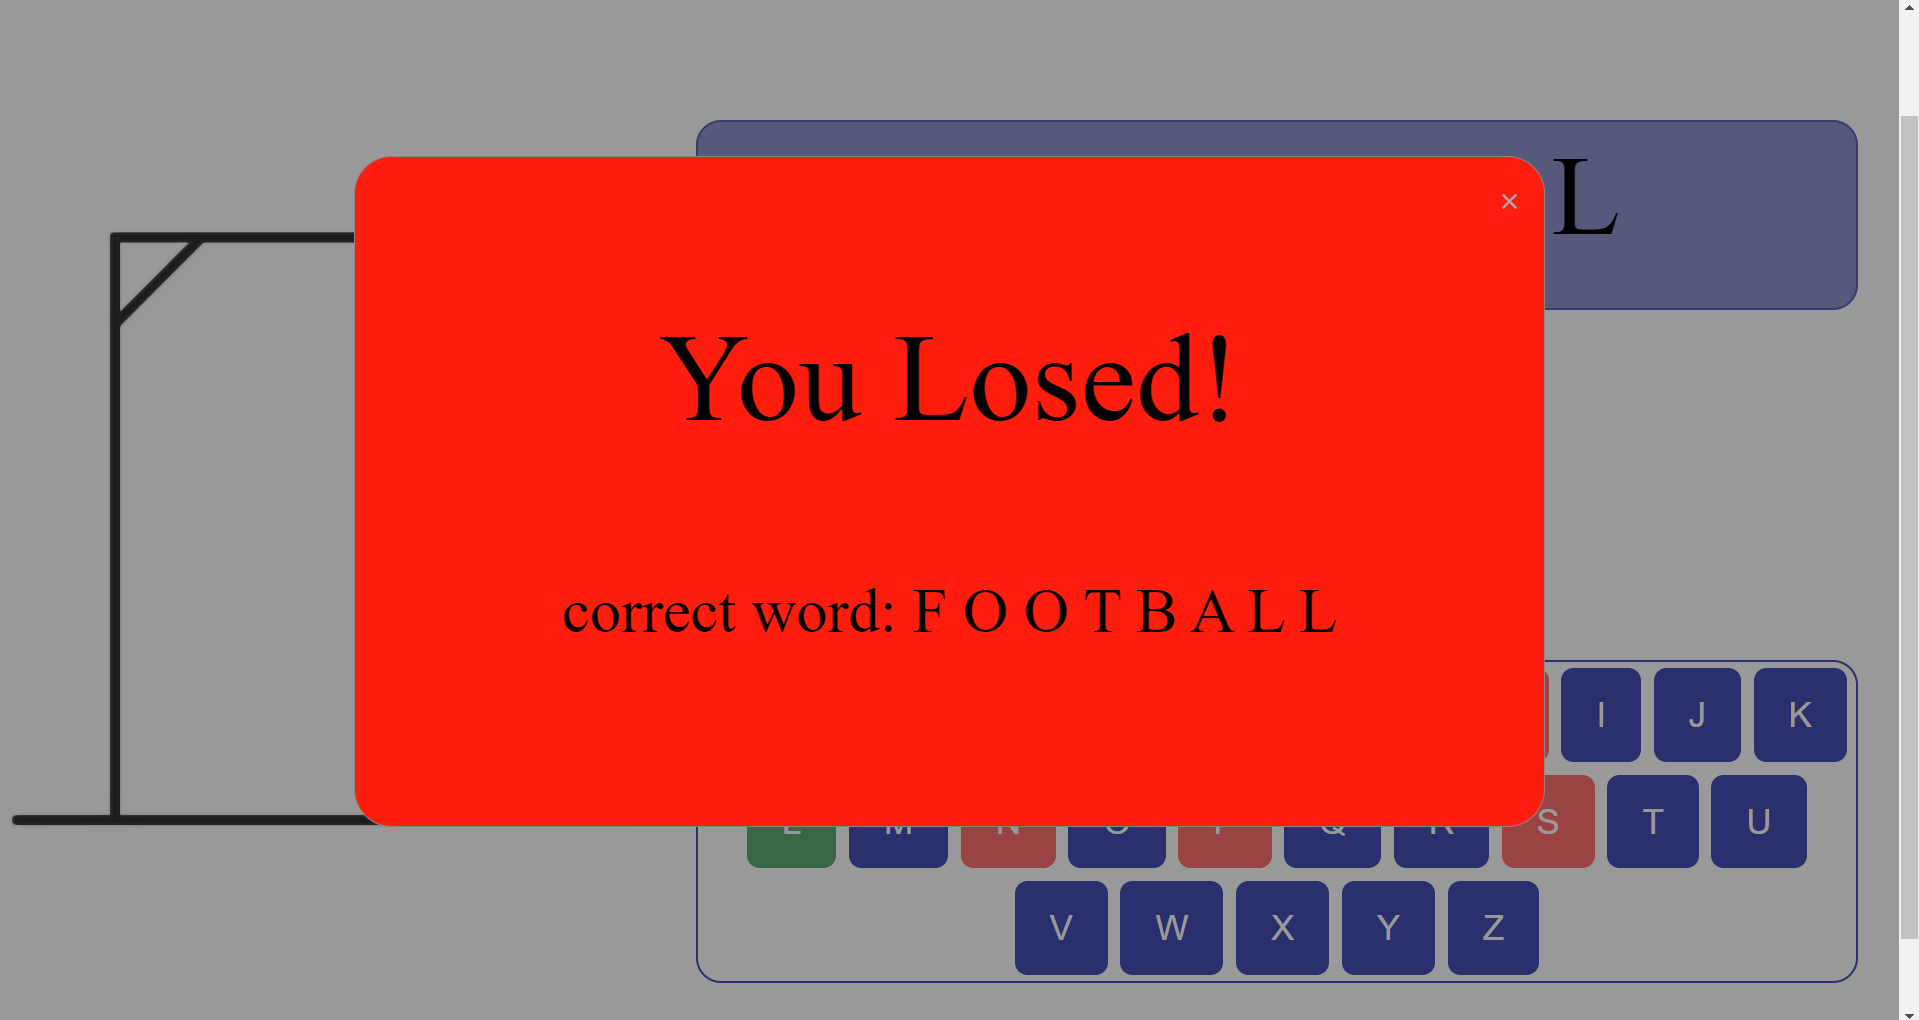 L
×
You Losed!
correct word: F O O T B A L L
I J K
L M N O P Q R S T U
V W X Y Z